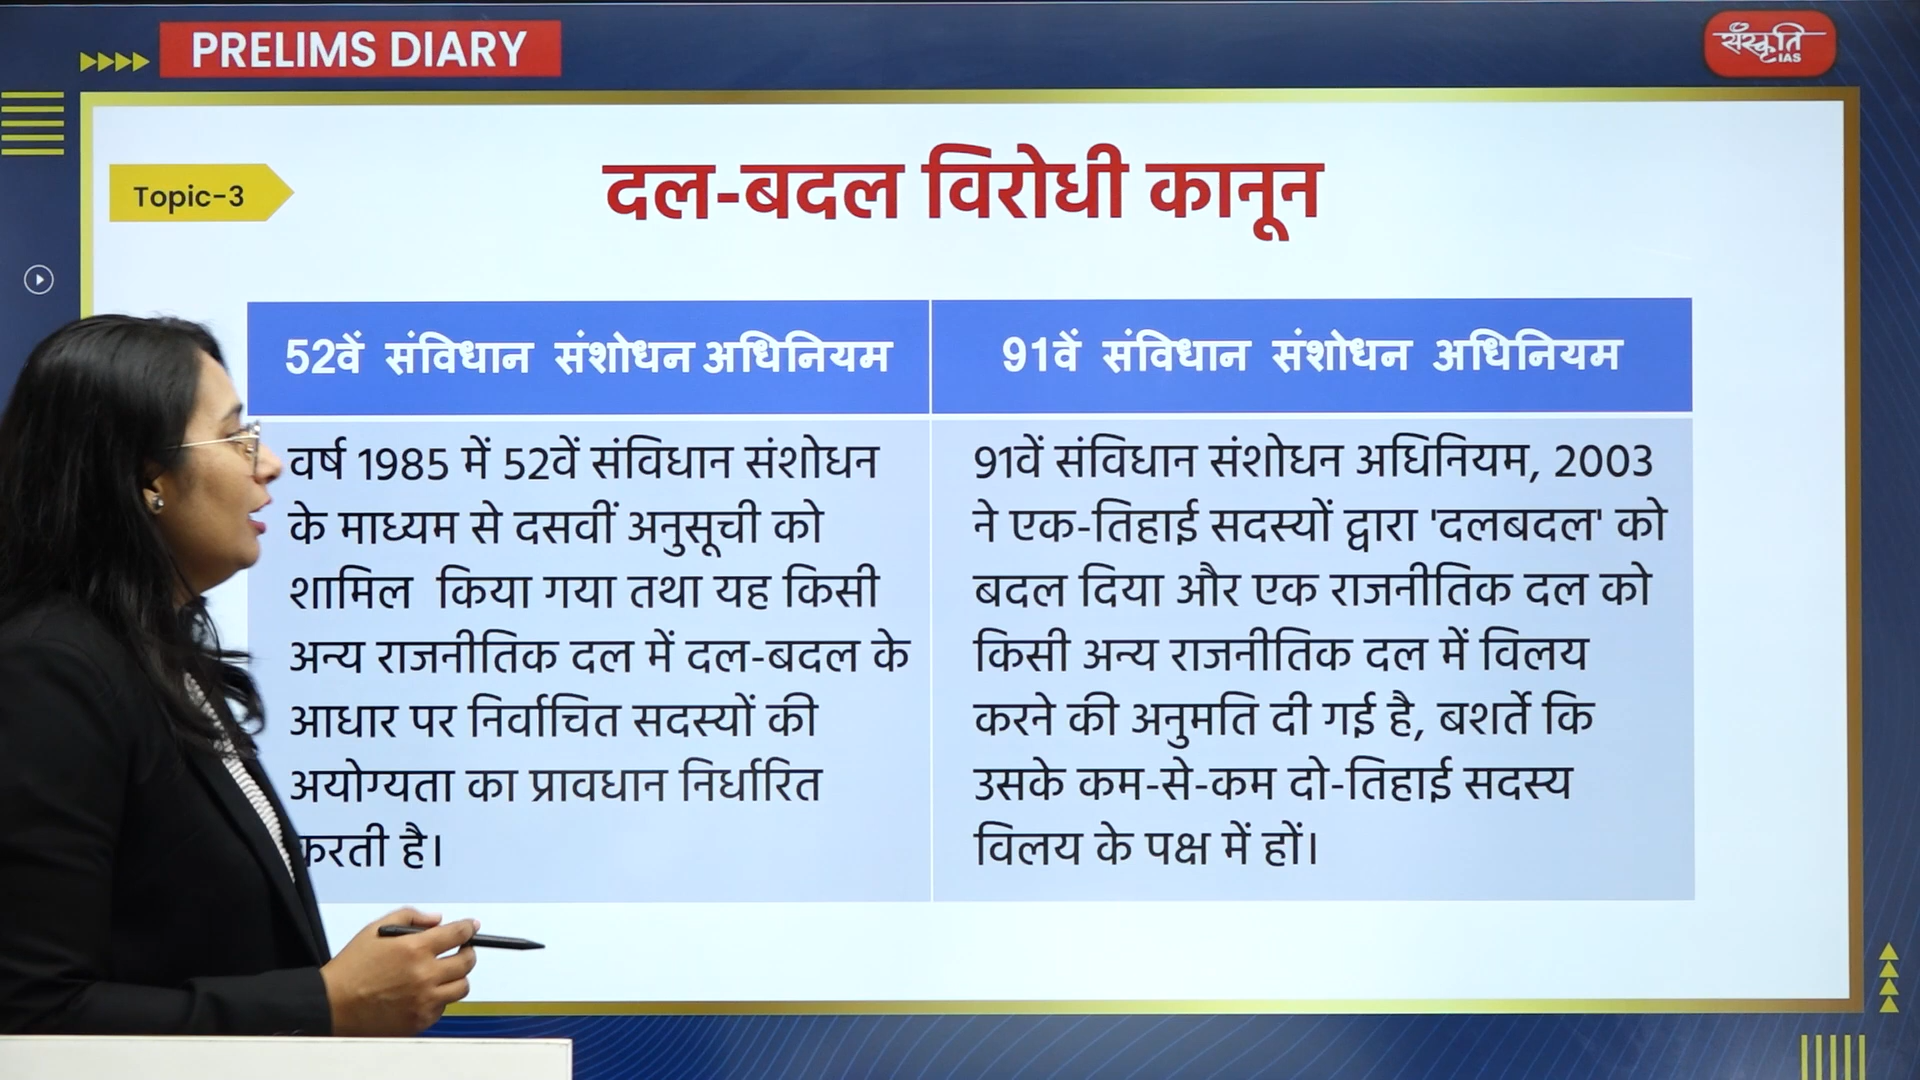 PRELIMS DIARY
संस्कृति
IAS
Topic-3
दल-बदल विरोधी कानून
52वें संविधान संशोधन अधिनियम
वर्ष 1985 में 52वें संविधान संशोधन
के माध्यम से दसवीं अनुसूची को
शामिल किया गया तथा यह किसी
अन्य राजनीतिक दल में दल-बदल के
आधार पर निर्वाचित सदस्यों की
अयोग्यता का प्रावधान निर्धारित
करती है।
91वें संविधान संशोधन अधिनियम
91वें संविधान संशोधन अधिनियम, 2003
ने एक-तिहाई सदस्यों द्वारा 'दलबदल' को
बदल दिया और एक राजनीतिक दल को
किसी अन्य राजनीतिक दल में विलय
करने की अनुमति दी गई है, बशर्ते कि
उसके कम-से-कम दो-तिहाई सदस्य
विलय के पक्ष में हों।